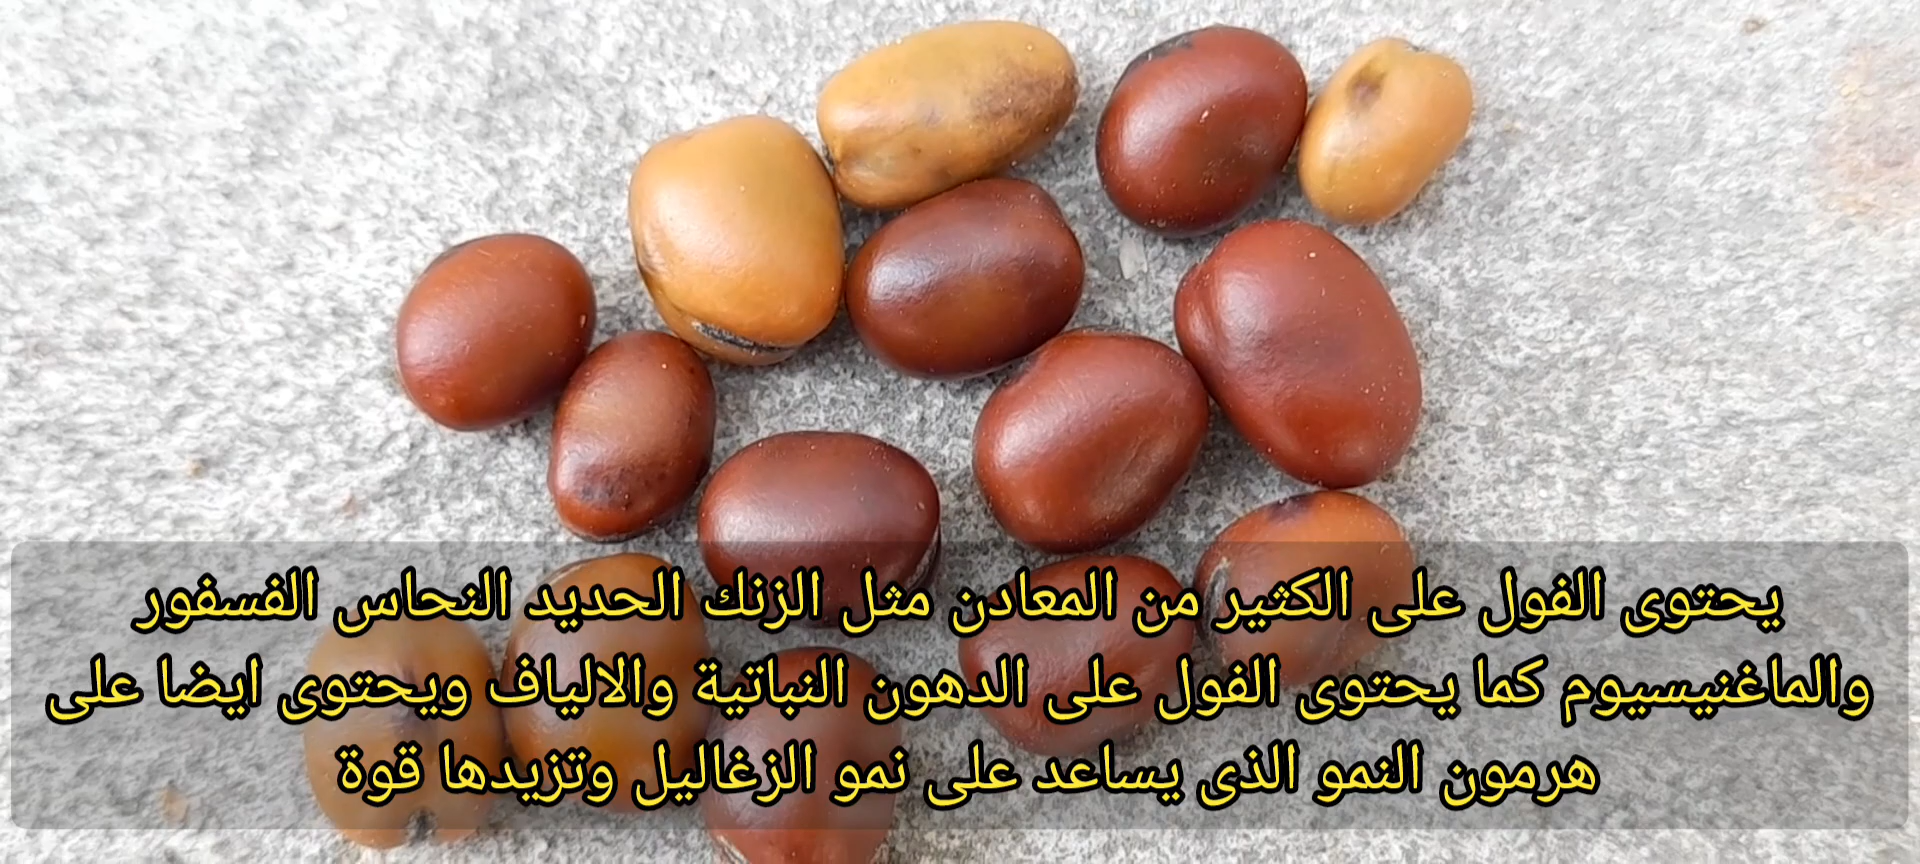 يحتوى الفول على الكثير من المعادن مثل الزنك الحديد النحاس الفسفور
والماغنيسيوم كما يحتوى الفول على الدهون النباتية والالياف ويحتوى ايضا على
هرمون النمو الذى يساعد على نمو الزغاليل وتزيدها قوة